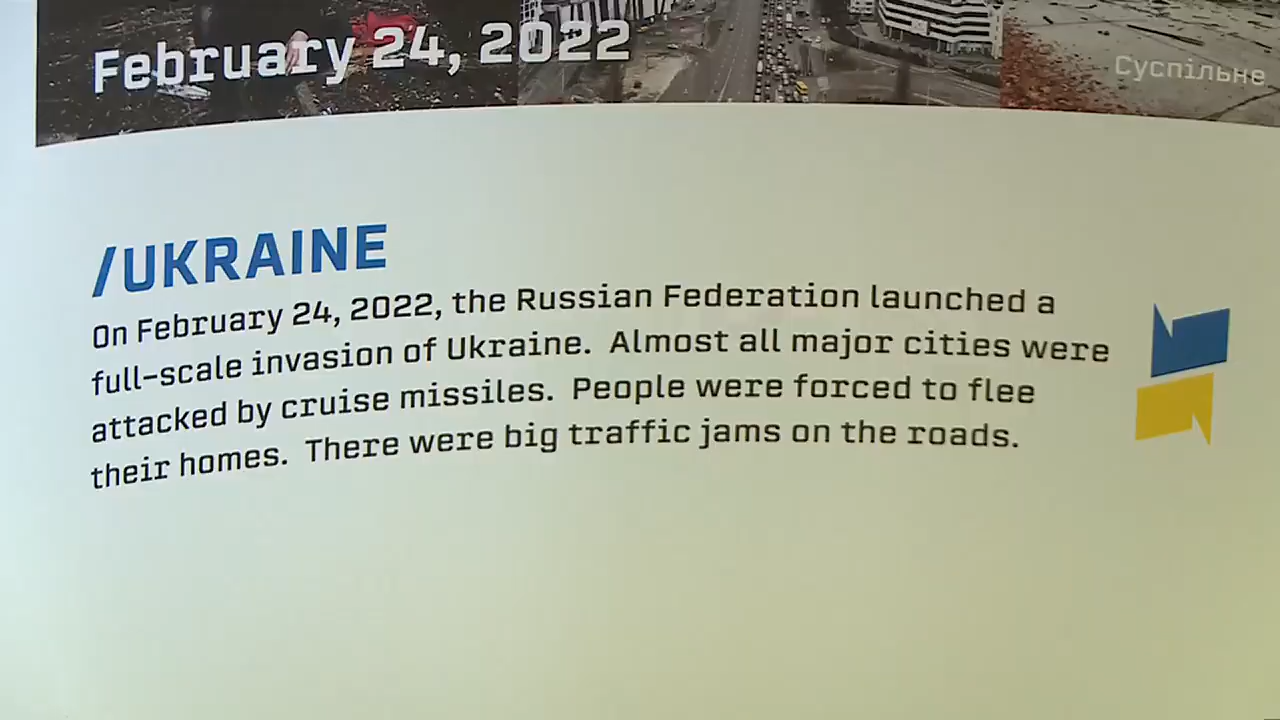 February 24, 2022
Суспільне
/UKRAINE
On February 24, 2022, the Russian Federation launched a
full-scale invasion of Ukraine. Almost all major cities were
attacked by cruise missiles. People were forced to flee
their homes. There were big traffic jams on the roads.